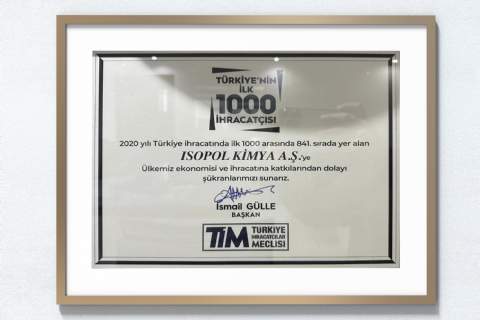 TÜRKİYE'NİN
İLK
1000
İHRACATÇISI
2020 yılı Türkiye ihracatında ilk 1000 arasında 841. sırada yer alan
ISOPOL KİMYA A.Ş.'ye
Ülkemiz ekonomisi ve ihracatına katkılarından dolayı
şükranlarımızı sunarız.
İsmail GÜLLE
BAŞKAN
TİM TÜRKİYE
İHRACATÇILAR
MECLİSİ